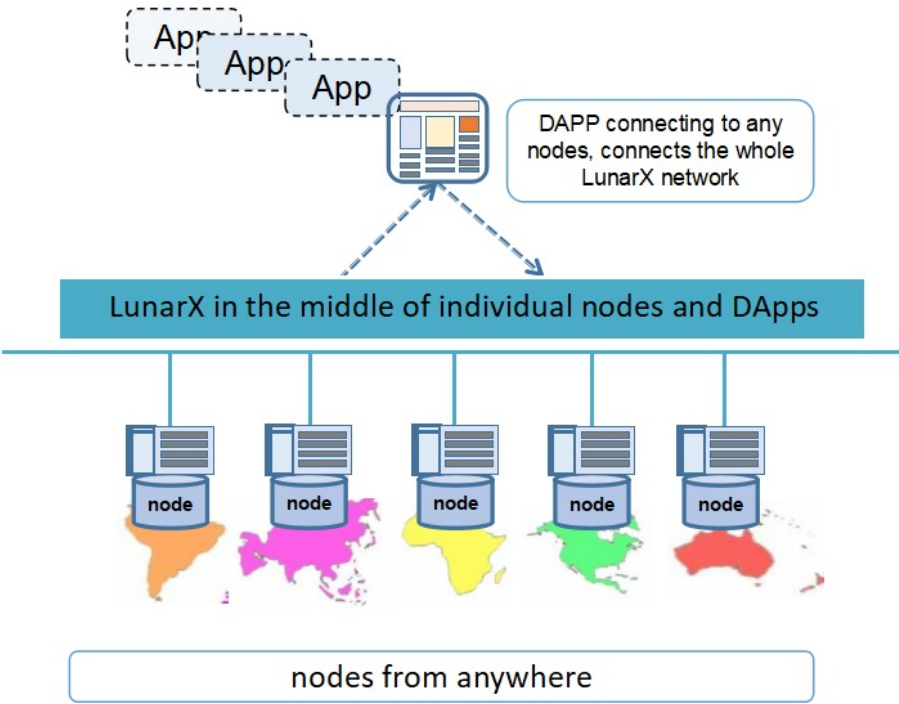 App
App
App
DAPP connecting to any
nodes, connects the whole
LunarX network
LunarX in the middle of individual nodes and DApps
node
node
node
node
node
nodes from anywhere